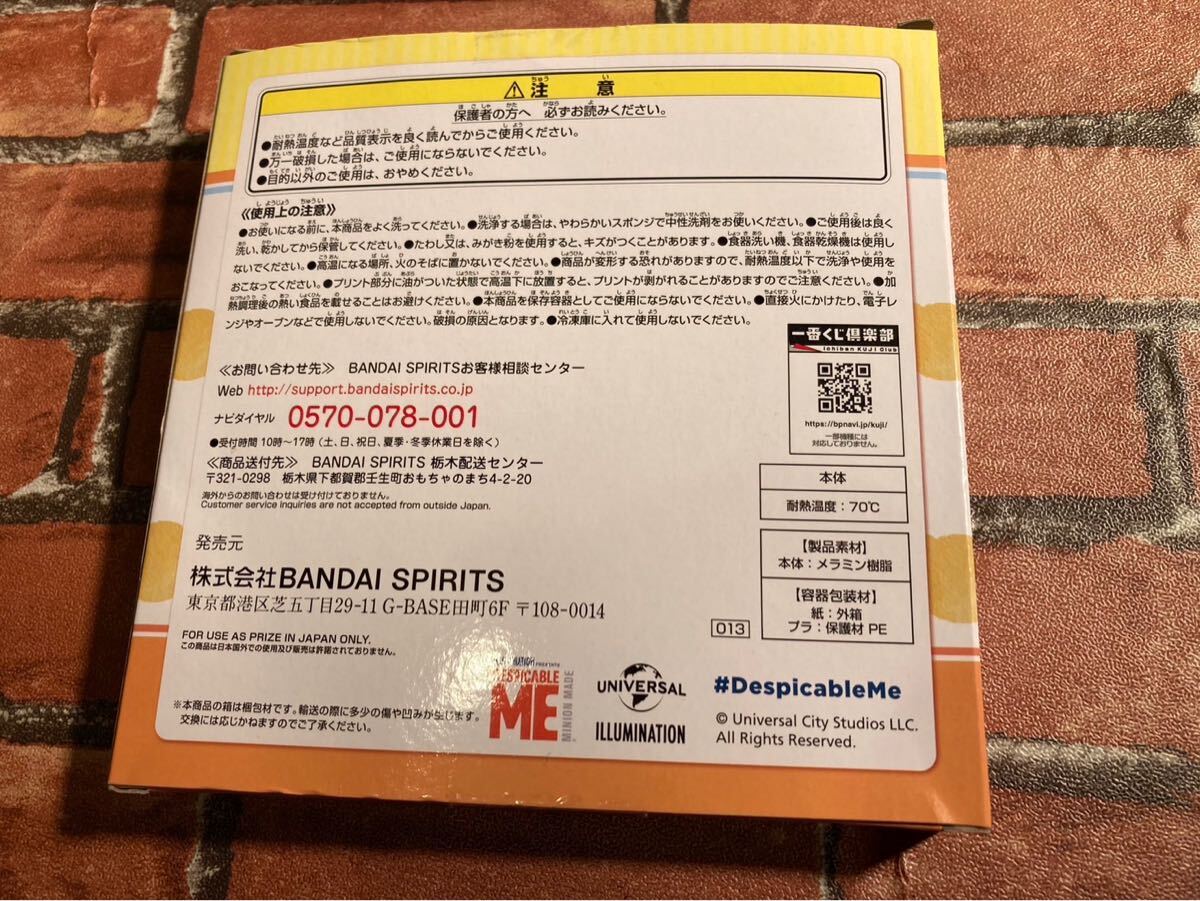 ⚠注 意
保護者の方へ 必ずお読みください。
●耐熱温度など品質表示を良く読んでからご使用ください。
●万一破損した場合は、ご使用にならないでください。
●目的以外のご使用は、おやめください。
≪使用上の注意≫
●お使いになる前に、本商品をよく洗ってください。●洗浄する場合は、やわらかいスポンジで中性洗剤をお使いください。●ご使用後は良く
洗い、乾かしてから保管してください。●たわし又は、みがき粉を使用すると、キズがつくことがあります。●食器洗い機、食器乾燥機は使用し
ないでください。●高温になる場所、火のそばに置かないでください。●商品が変形する恐れがありますので、耐熱温度以下で洗浄や使用を
おこなってください。●プリント部分に油がついた状態で高温下に放置すると、プリントが剥がれることがありますのでご注意ください。●加
熱調理後の熱い食品を載せることはお避けください。●本商品を保存容器としてご使用にならないでください。●直接火にかけたり、電子レ
ンジやオーブンなどで使用しないでください。破損の原因となります。●冷凍庫に入れて使用しないでください。
一番くじ倶楽部
Ichiban KUJI Club
https://bpnavi.jp/kuji/
一部機種には
対応しておりません。
≪お問い合わせ先≫ BANDAI SPIRITSお客様相談センター
Web http://support.bandaispirits.co.jp
ナビダイヤル 0570-078-001
●受付時間 10時～17時(土、日、祝日、夏季・冬季休業日を除く)
≪商品送付先≫ BANDAI SPIRITS 栃木配送センター
〒321-0298 栃木県下都賀郡壬生町おもちゃのまち4-2-20
海外からのお問い合わせは受け付けておりません。
Customer service inquiries are not accepted from outside Japan.
本体
耐熱温度：70℃
【製品素材】
本体：メラミン樹脂
【容器包装材】
紙：外箱
プラ：保護材 PE
発売元
株式会社BANDAI SPIRITS
東京都港区芝五丁目29-11 G-BASE田町6F 〒108-0014
013
FOR USE AS PRIZE IN JAPAN ONLY.
この商品は日本国外での使用及び販売は許諾されておりません。
※本商品の箱は梱包材です。輸送の際に多少の傷や凹みが生じます。
交換には応じかねますのでご了承ください。
DESPICABLE
ME
MINION MADE
UNIVERSAL
ILLUMINATION
#DespicableMe
© Universal City Studios LLC.
All Rights Reserved.